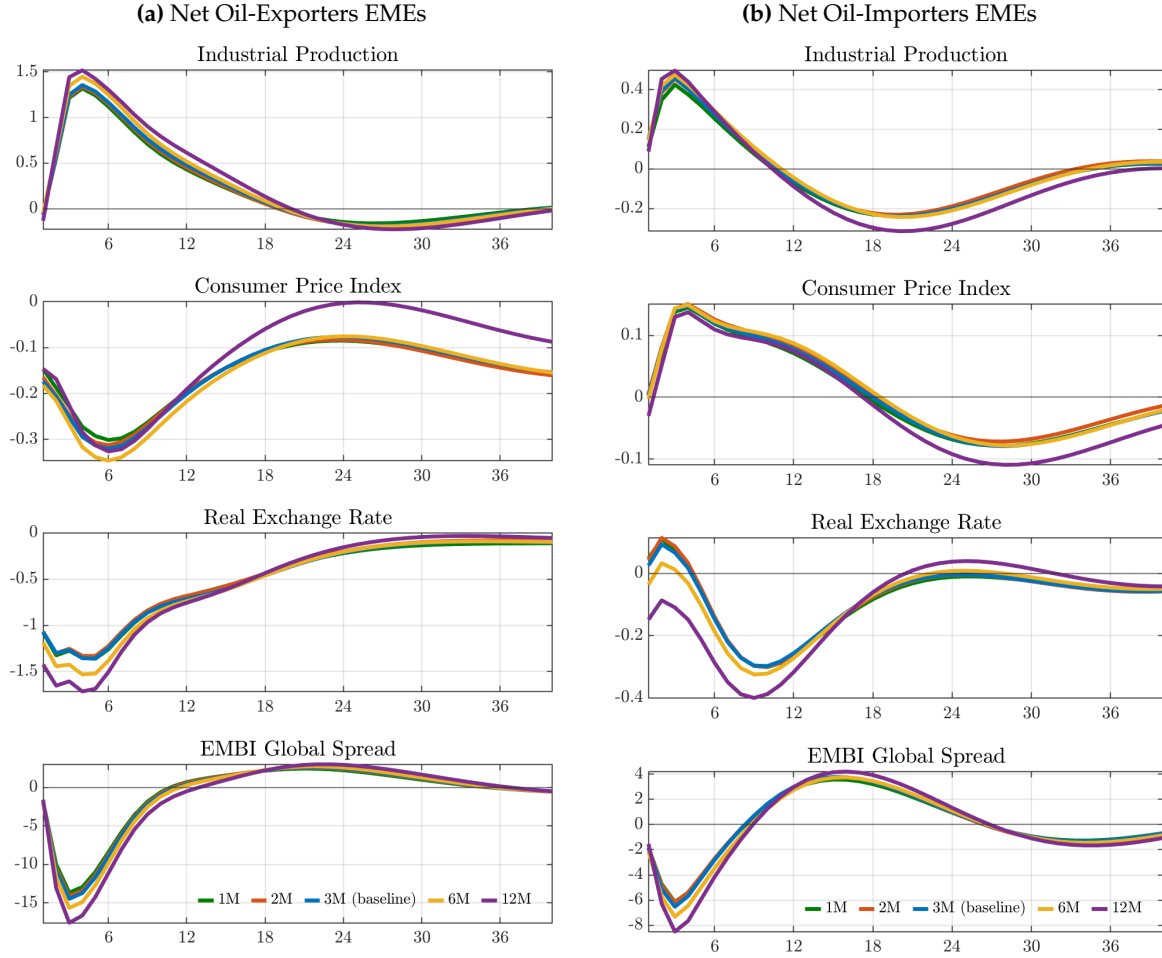 (a) Net Oil-Exporters EMEs
Industrial Production
1.5
1
0.5
0
6 12 18 24 30 36
Consumer Price Index
0
-0.1
-0.2
-0.3
6 12 18 24 30 36
Real Exchange Rate
0
-0.5
-1
-1.5
6 12 18 24 30 36
EMBI Global Spread
0
-5
-10
-15
1M 2M 3M (baseline) 6M 12M
6 12 18 24 30 36
(b) Net Oil-Importers EMEs
Industrial Production
0.4
0.2
0
-0.2
6 12 18 24 30 36
Consumer Price Index
0.1
0
-0.1
6 12 18 24 30 36
Real Exchange Rate
0
-0.2
-0.4
6 12 18 24 30 36
EMBI Global Spread
4
2
0
-2
-4
-6
-8
1M 2M 3M (baseline) 6M 12M
6 12 18 24 30 36